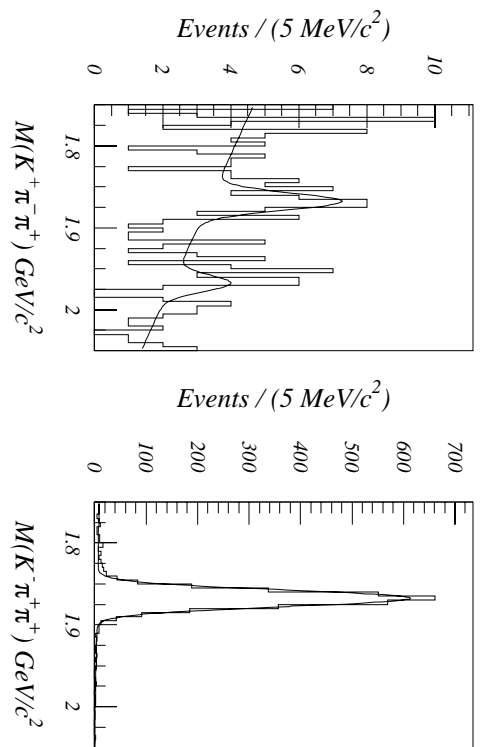 Events / (5 MeV/c²)
0 2 4 6 8 10
1.8
1.9
2
M(K⁺π⁻π⁺) GeV/c²
Events / (5 MeV/c²)
0 100 200 300 400 500 600 700
1.8
1.9
2
M(K⁻π⁺π⁺) GeV/c²